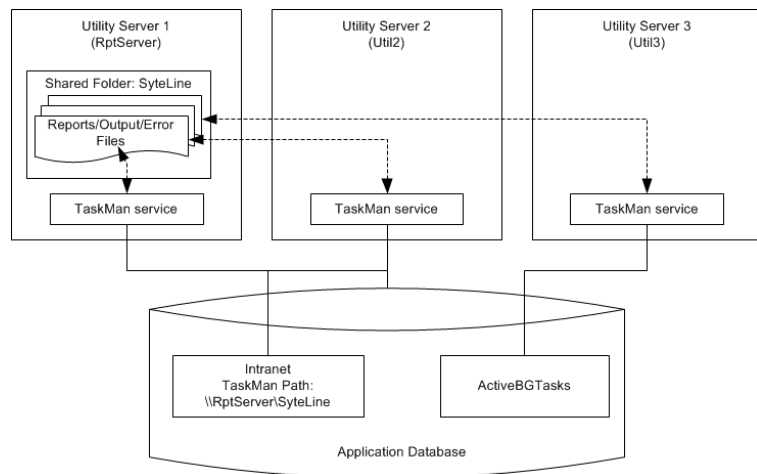 Utility Server 1
(RptServer)
Utility Server 2
(Util2)
Utility Server 3
(Util3)
Shared Folder: SyteLine
Reports/Output/Error
Files
TaskMan service
TaskMan service
TaskMan service
Intranet
TaskMan Path:
\\RptServer\SyteLine
ActiveBGTasks
Application Database